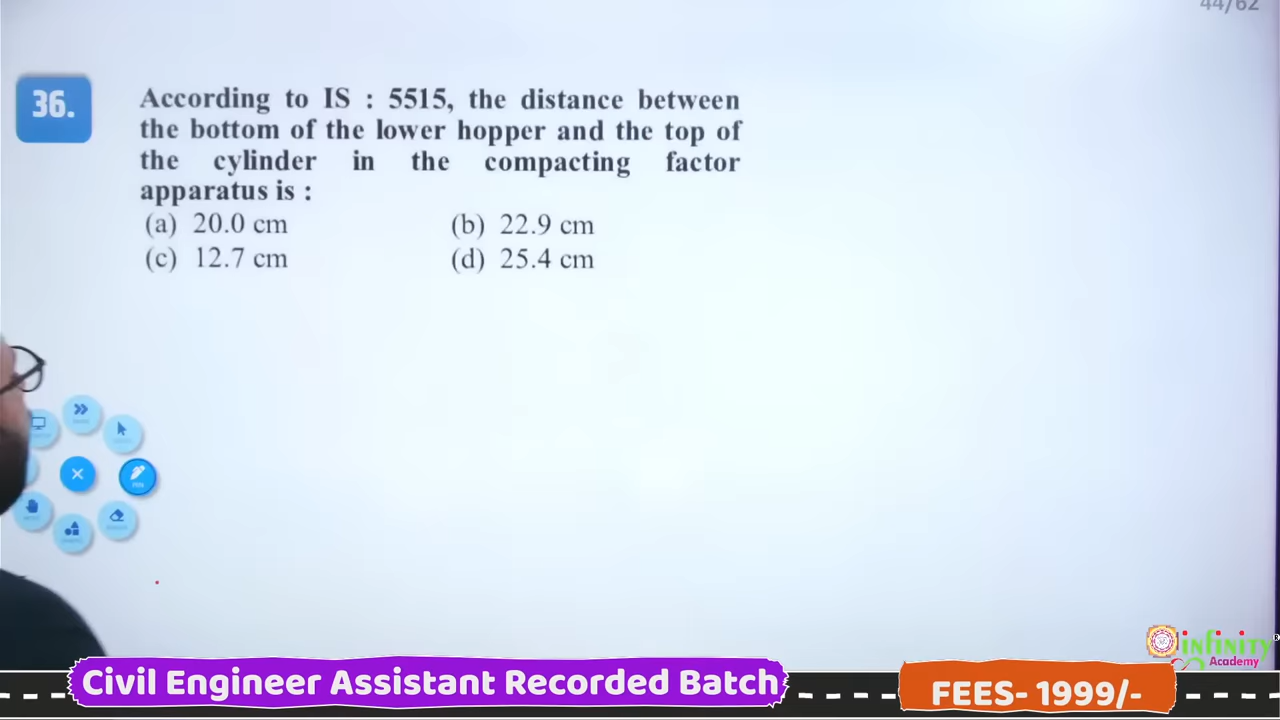 44/62
36.
According to IS : 5515, the distance between
the bottom of the lower hopper and the top of
the cylinder in the compacting factor
apparatus is :
(a) 20.0 cm (b) 22.9 cm
(c) 12.7 cm (d) 25.4 cm
infinity
Academy
Civil Engineer Assistant Recorded Batch
FEES- 1999/-